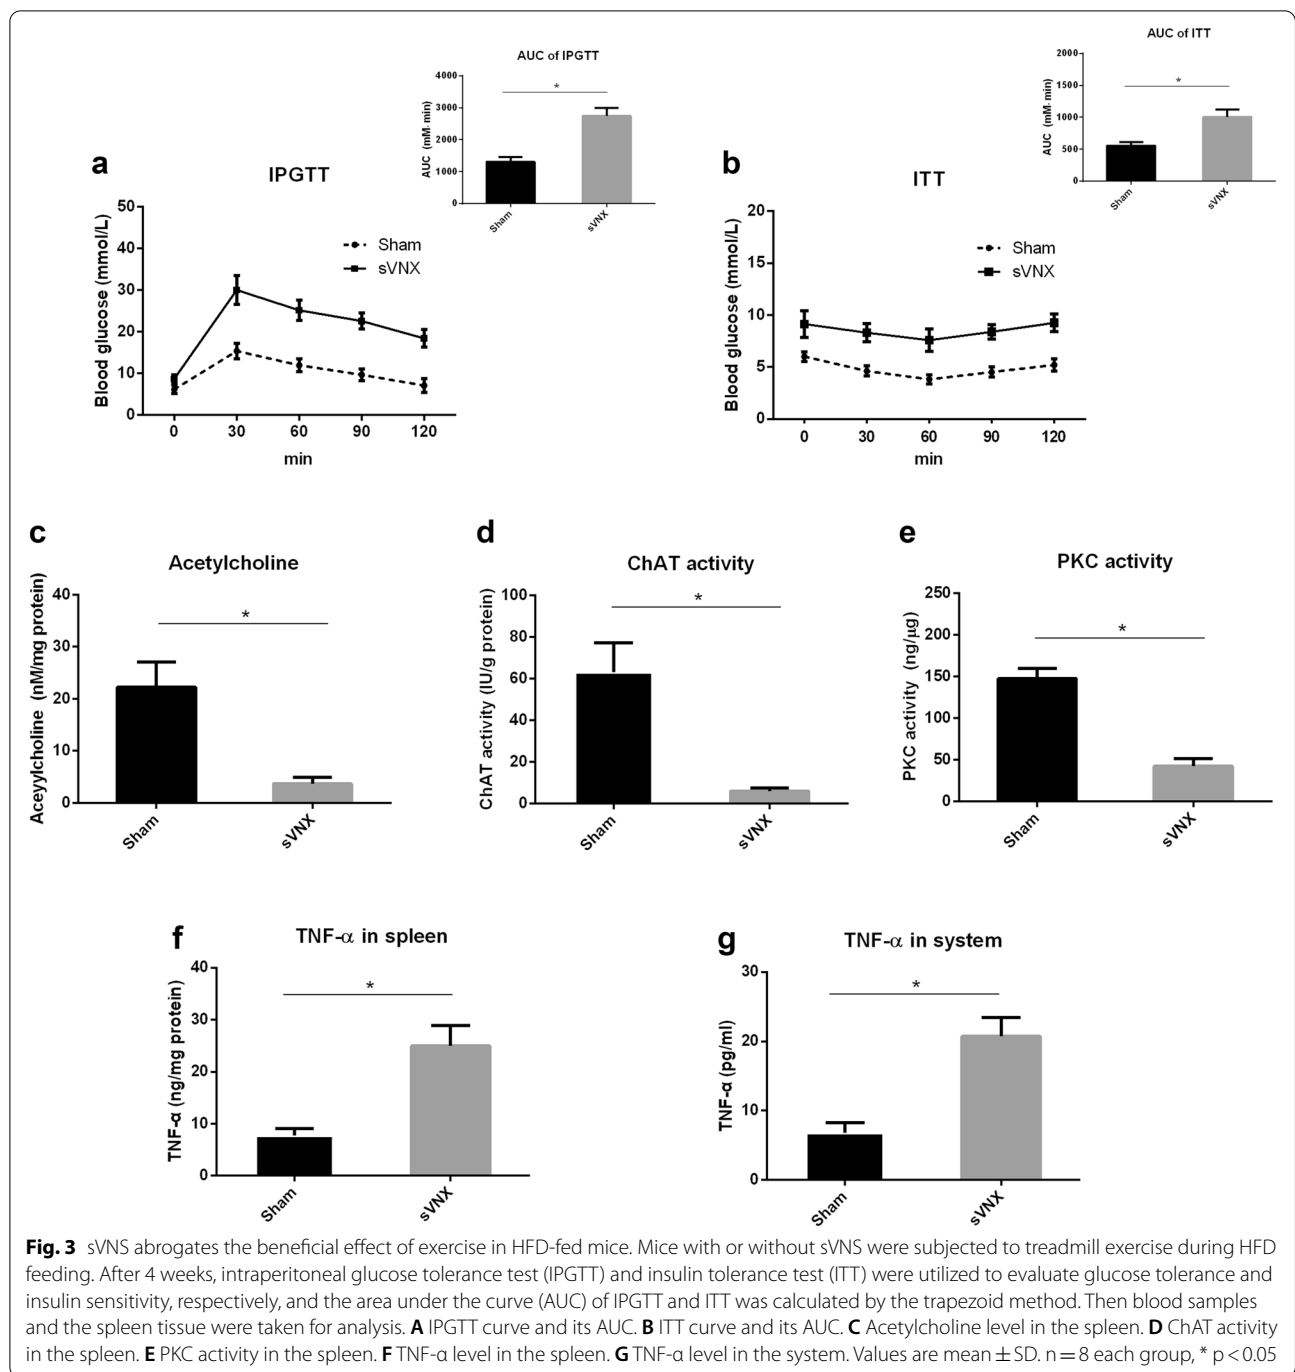 AUC of IPGTT
AUC (mM· min)
4000
3000
2000
1000
0
*
Sham
sVNX
AUC of ITT
AUC (mM· min)
2000
1500
1000
500
0
*
Sham
sVNX
a
IPGTT
Blood glucose (mmol/L)
50
40
30
20
10
0
Sham
sVNX
0 30 60 90 120
min
b
ITT
Blood glucose (mmol/L)
20
15
10
5
0
Sham
sVNX
0 30 60 90 120
min
c
Acetylcholine
Aceyylcholine (nM/mg protein)
40
30
20
10
0
*
Sham
sVNX
d
ChAT activity
ChAT activity (IU/g protein)
100
80
60
40
20
0
*
Sham
sVNX
e
PKC activity
PKC activity (ng/μg)
250
200
150
100
50
0
*
Sham
sVNX
f
TNF-α in spleen
TNF-α (ng/mg protein)
40
30
20
10
0
*
Sham
sVNX
g
TNF-α in system
TNF-α (pg/ml)
30
20
10
0
*
Sham
sVNX
Fig. 3 sVNS abrogates the beneficial effect of exercise in HFD-fed mice. Mice with or without sVNS were subjected to treadmill exercise during HFD
feeding. After 4 weeks, intraperitoneal glucose tolerance test (IPGTT) and insulin tolerance test (ITT) were utilized to evaluate glucose tolerance and
insulin sensitivity, respectively, and the area under the curve (AUC) of IPGTT and ITT was calculated by the trapezoid method. Then blood samples
and the spleen tissue were taken for analysis. A IPGTT curve and its AUC. B ITT curve and its AUC. C Acetylcholine level in the spleen. D ChAT activity
in the spleen. E PKC activity in the spleen. F TNF-α level in the spleen. G TNF-α level in the system. Values are mean ± SD. n = 8 each group, * p < 0.05